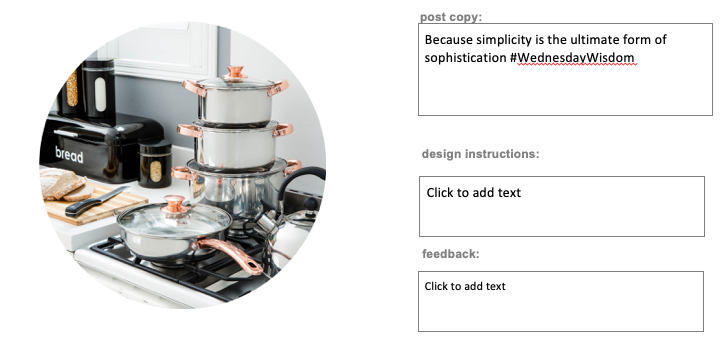 post copy:
Because simplicity is the ultimate form of
sophistication #WednesdayWisdom
bread
design instructions:
Click to add text
feedback:
Click to add text